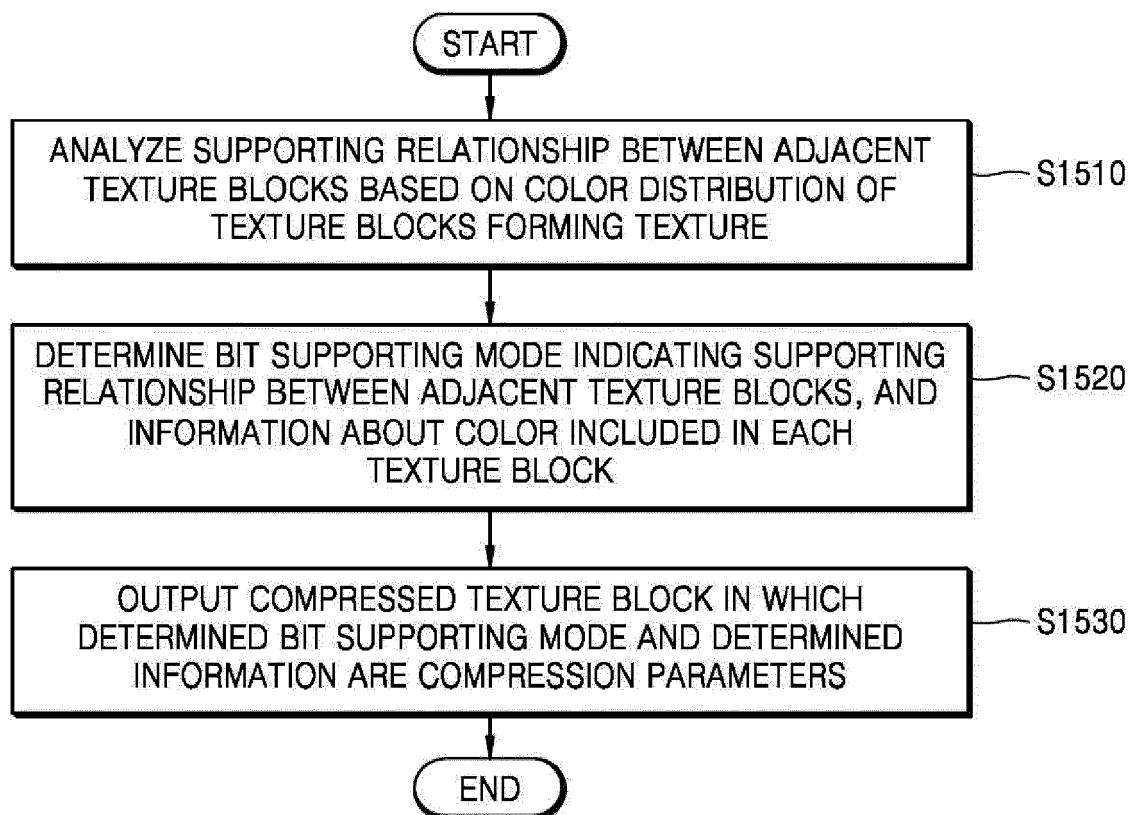 START
ANALYZE SUPPORTING RELATIONSHIP BETWEEN ADJACENT
TEXTURE BLOCKS BASED ON COLOR DISTRIBUTION OF
TEXTURE BLOCKS FORMING TEXTURE
S1510
DETERMINE BIT SUPPORTING MODE INDICATING SUPPORTING
RELATIONSHIP BETWEEN ADJACENT TEXTURE BLOCKS, AND
INFORMATION ABOUT COLOR INCLUDED IN EACH
TEXTURE BLOCK
S1520
OUTPUT COMPRESSED TEXTURE BLOCK IN WHICH
DETERMINED BIT SUPPORTING MODE AND DETERMINED
INFORMATION ARE COMPRESSION PARAMETERS
S1530
END